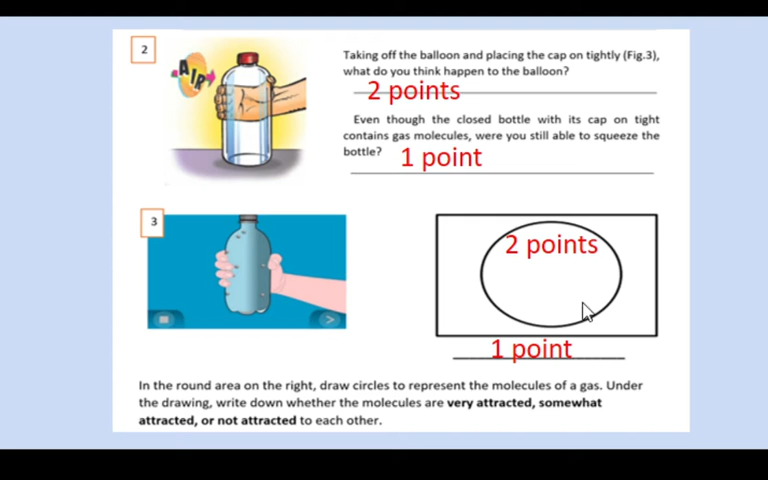 2
AIR
Taking off the balloon and placing the cap on tightly (Fig.3),
what do you think happen to the balloon?
2 points
Even though the closed bottle with its cap on tight
contains gas molecules, were you still able to squeeze the
bottle? 1 point
3
2 points
1 point
In the round area on the right, draw circles to represent the molecules of a gas. Under
the drawing, write down whether the molecules are very attracted, somewhat
attracted, or not attracted to each other.